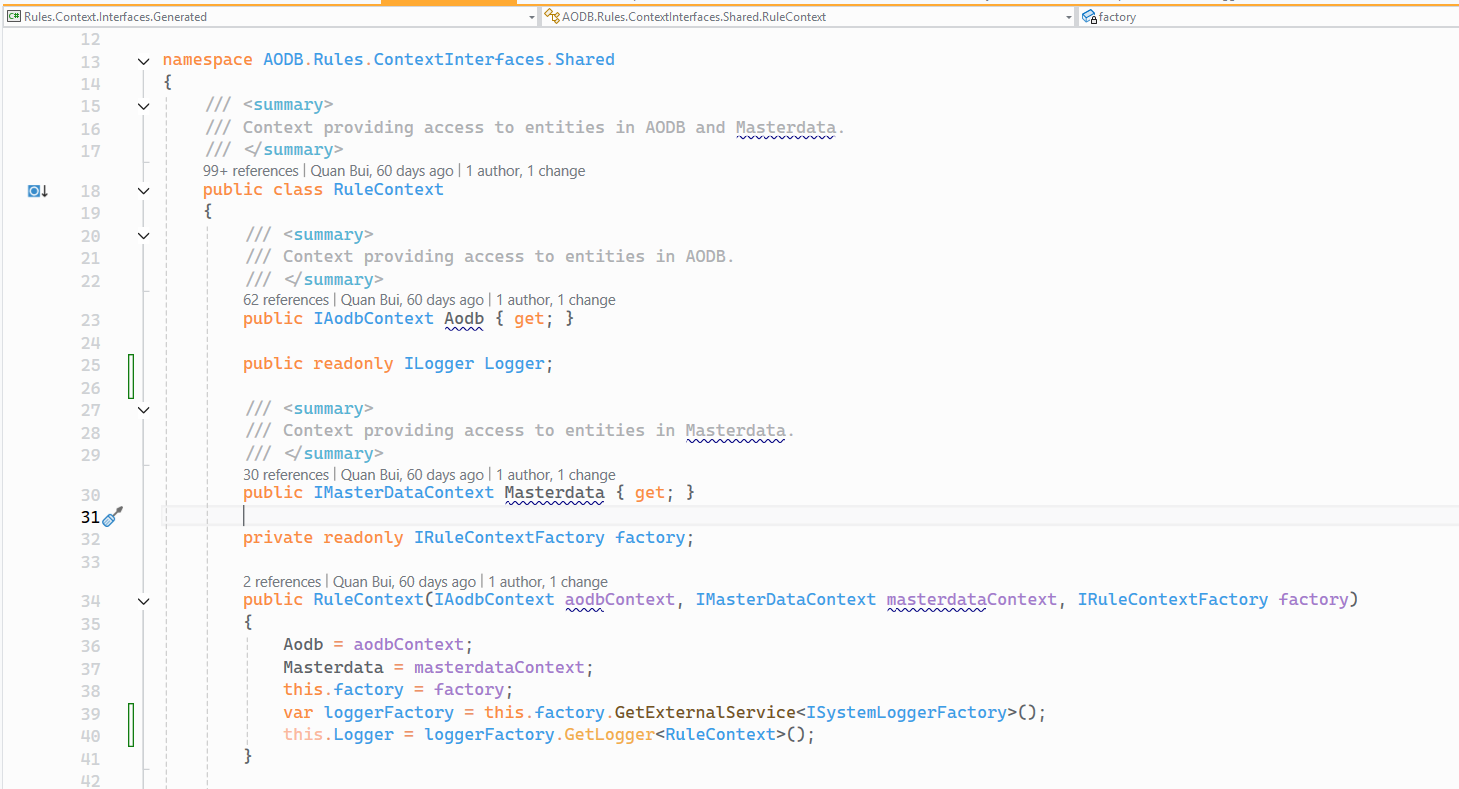 Rules.Context.Interfaces.Generated AODB.Rules.ContextInterfaces.Shared.RuleContext factory
12
13 namespace AODB.Rules.ContextInterfaces.Shared
14 {
15 /// <summary>
16 /// Context providing access to entities in AODB and Masterdata.
17 /// </summary>
99+ references | Quan Bui, 60 days ago | 1 author, 1 change
18 public class RuleContext
19 {
20 /// <summary>
21 /// Context providing access to entities in AODB.
22 /// </summary>
62 references | Quan Bui, 60 days ago | 1 author, 1 change
23 public IAodbContext Aodb { get; }
24
25 public readonly ILogger Logger;
26
27 /// <summary>
28 /// Context providing access to entities in Masterdata.
29 /// </summary>
30 references | Quan Bui, 60 days ago | 1 author, 1 change
30 public IMasterDataContext Masterdata { get; }
31
32 private readonly IRuleContextFactory factory;
33
2 references | Quan Bui, 60 days ago | 1 author, 1 change
34 public RuleContext(IAodbContext aodbContext, IMasterDataContext masterdataContext, IRuleContextFactory factory)
35 {
36 Aodb = aodbContext;
37 Masterdata = masterdataContext;
38 this.factory = factory;
39 var loggerFactory = this.factory.GetExternalService<ISystemLoggerFactory>();
40 this.Logger = loggerFactory.GetLogger<RuleContext>();
41 }
42